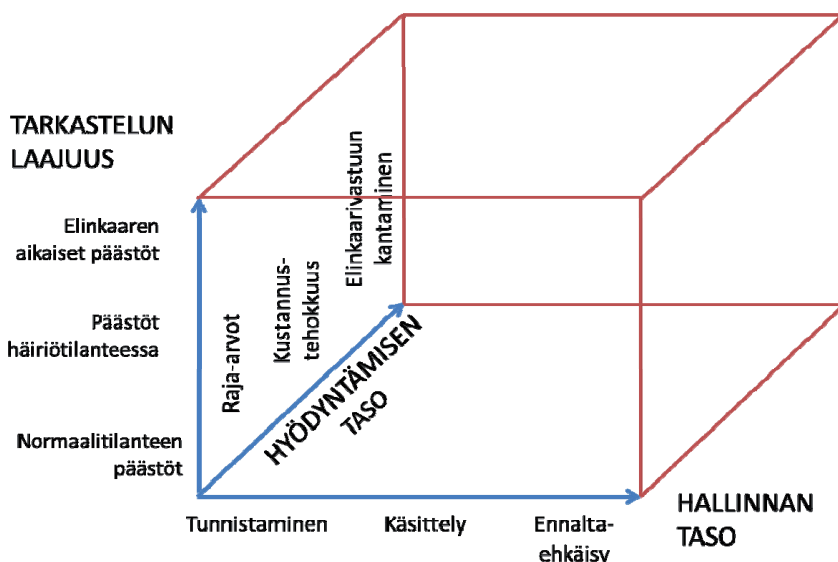 TARKASTELUN
LAAJUUS
Elinkaaren
aikaiset päästöt
Päästöt
häiriötilanteessa
Normaalitilanteen
päästöt
Raja-arvot
Kustannus-
tehokkuus
Elinkaarivastuun
kantaminen
HYÖDYNTÄMISEN
TASO
Tunnistaminen
Käsittely
Ennalta-
ehkäisv
HALLINNAN
TASO